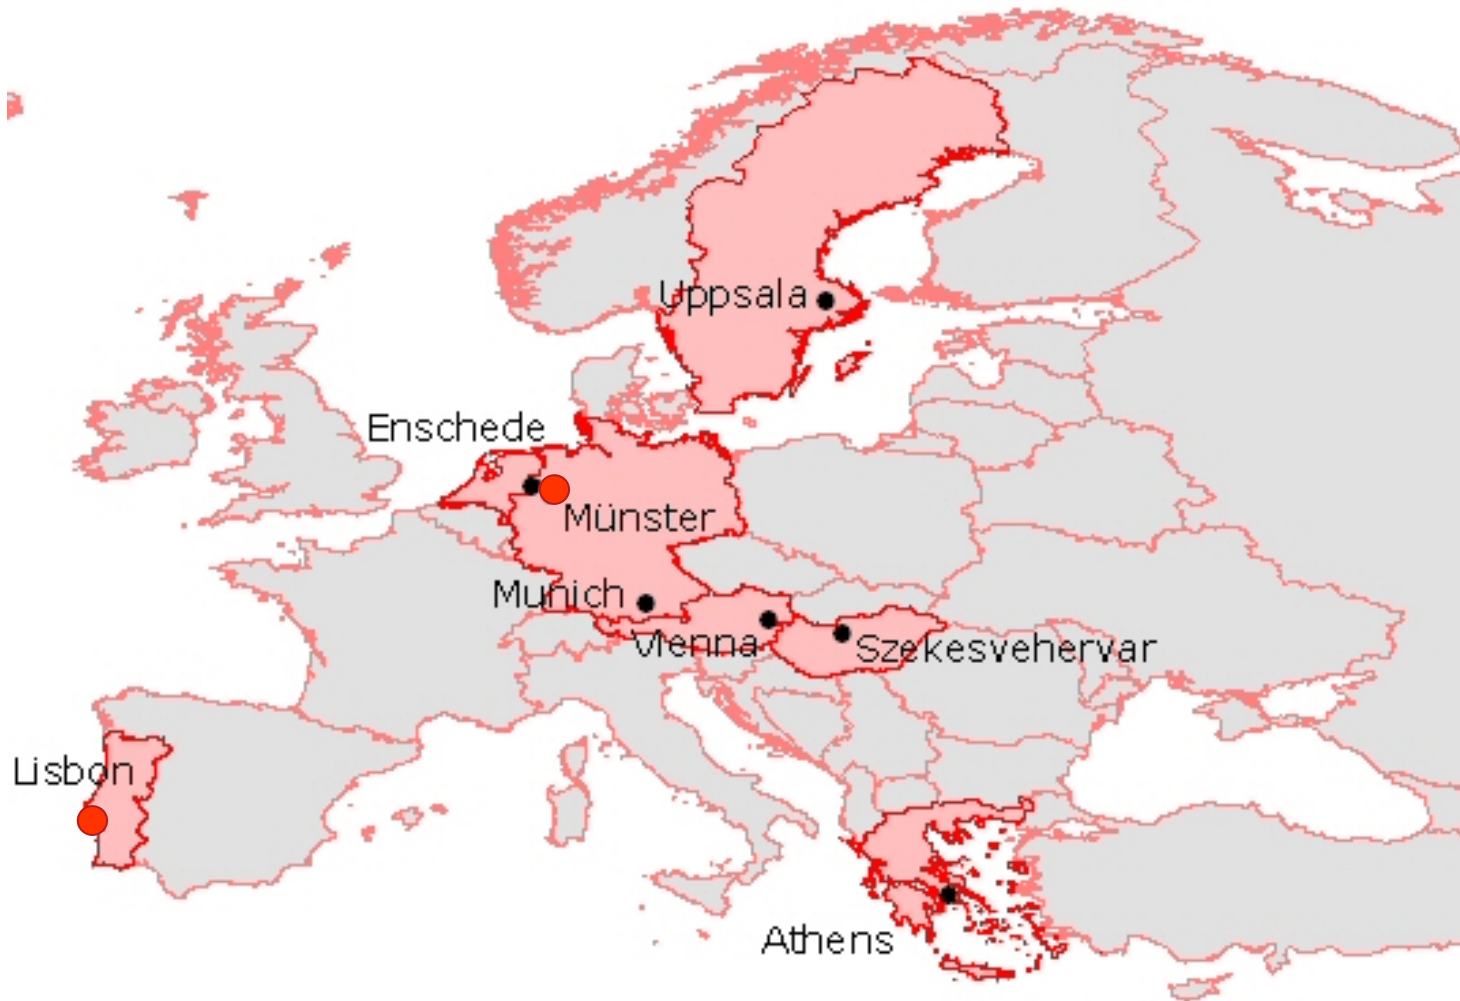 Uppsala
Enschede
Münster
Munich
Vienna
Szekesvehervar
Lisbon
Athens